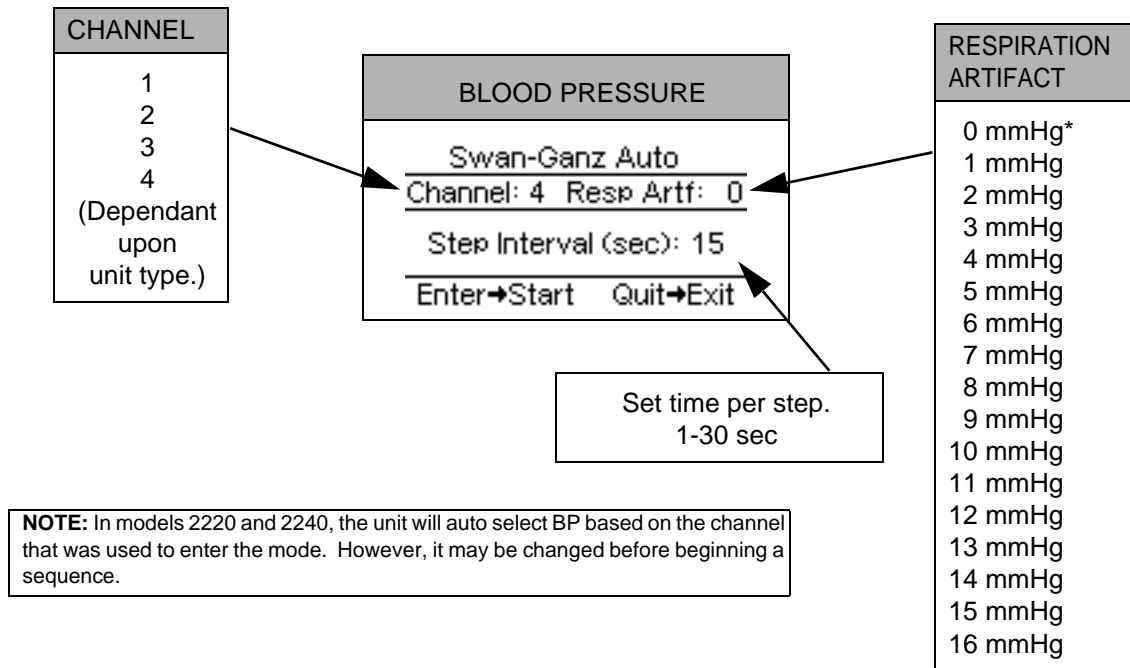 CHANNEL
1
2
3
4
(Dependant
upon
unit type.)
BLOOD PRESSURE
Swan-Ganz Auto
Channel: 4 Resp Artf: 0
Step Interval (sec): 15
Enter➔Start Quit➔Exit
Set time per step.
1-30 sec
RESPIRATION
ARTIFACT
0 mmHg*
1 mmHg
2 mmHg
3 mmHg
4 mmHg
5 mmHg
6 mmHg
7 mmHg
8 mmHg
9 mmHg
10 mmHg
11 mmHg
12 mmHg
13 mmHg
14 mmHg
15 mmHg
16 mmHg
NOTE: In models 2220 and 2240, the unit will auto select BP based on the channel
that was used to enter the mode. However, it may be changed before beginning a
sequence.